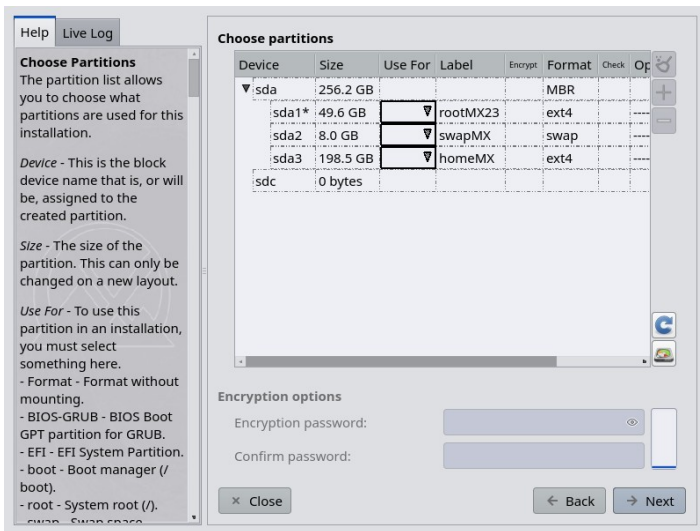 Help
Live Log
Choose Partitions
The partition list allows
you to choose what
partitions are used for this
installation.
Device - This is the block
device name that is, or will
be, assigned to the
created partition.
Size - The size of the
partition. This can only be
changed on a new layout.
Use For - To use this
partition in an installation,
you must select
something here.
- Format - Format without
mounting.
- BIOS-GRUB - BIOS Boot
GPT partition for GRUB.
- EFI - EFI System Partition.
- boot - Boot manager (/
boot).
- root - System root (/).
- swap - Swap space
Choose partitions
Device Size Use For Label Encrypt Format Check Op
sda 256.2 GB MBR
sda1* 49.6 GB rootMX23 ext4 ----
sda2 8.0 GB swapMX swap ----
sda3 198.5 GB homeMX ext4 ----
sdc 0 bytes
Encryption options
Encryption password:
Confirm password:
× Close
← Back
→ Next